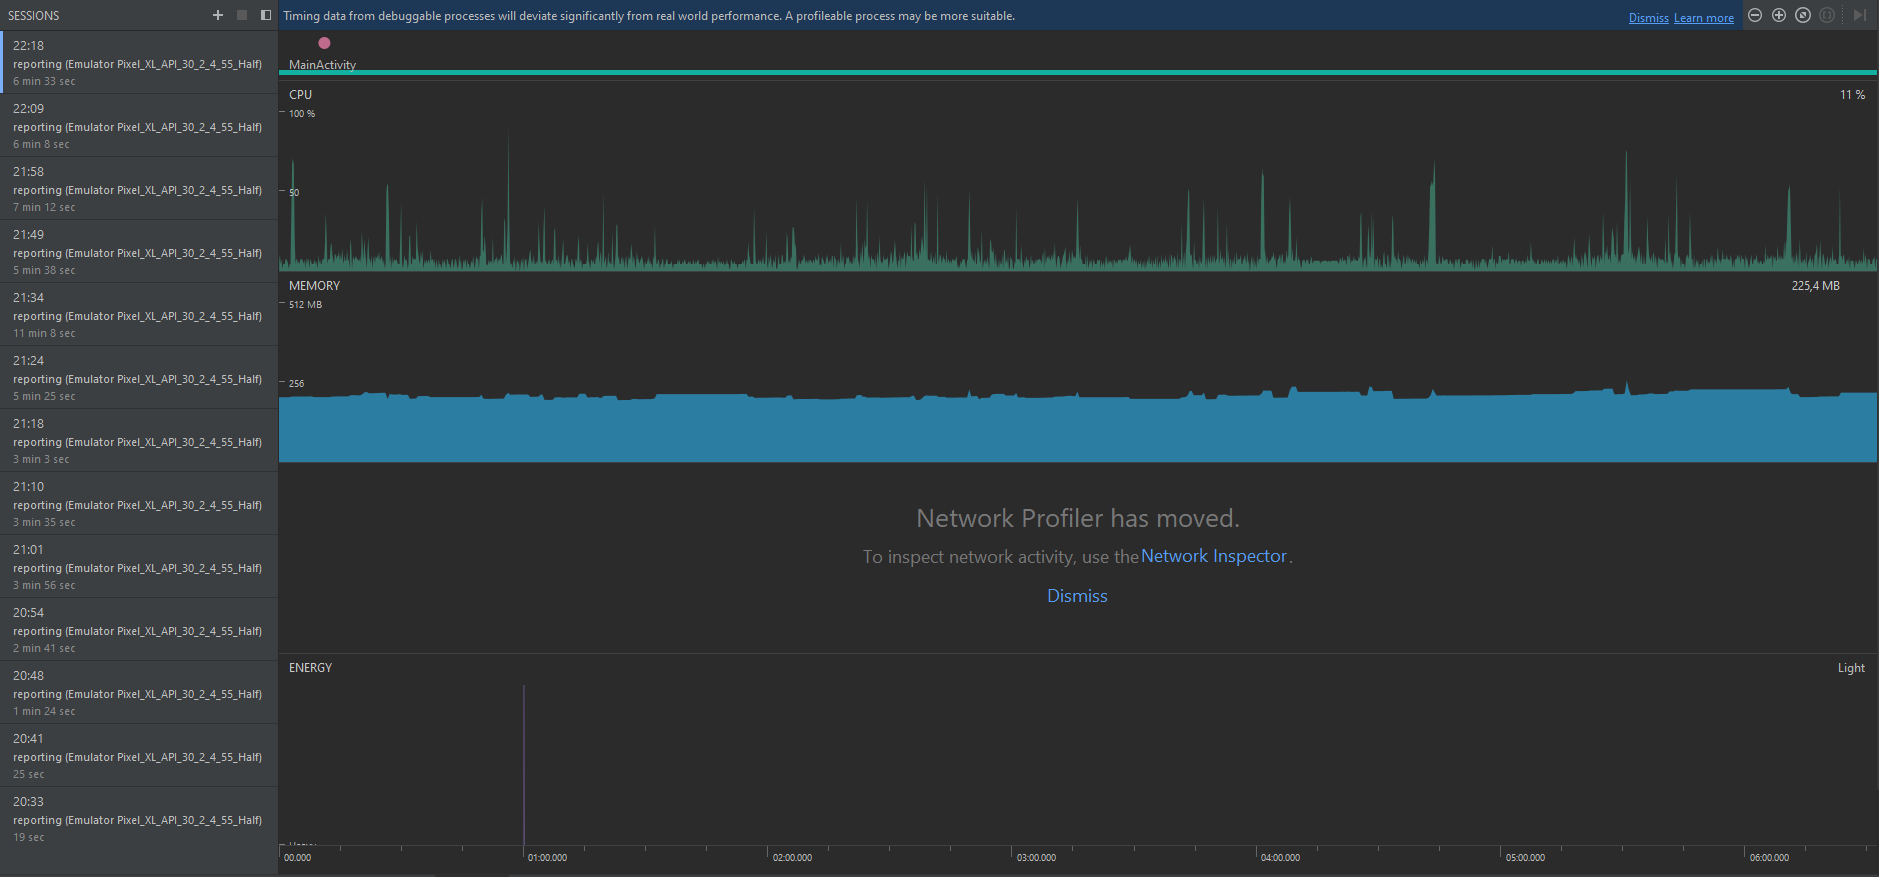 SESSIONS
22:18
reporting (Emulator Pixel_XL_API_30_2_4_55_Half)
6 min 33 sec
22:09
reporting (Emulator Pixel_XL_API_30_2_4_55_Half)
6 min 8 sec
21:58
reporting (Emulator Pixel_XL_API_30_2_4_55_Half)
7 min 12 sec
21:49
reporting (Emulator Pixel_XL_API_30_2_4_55_Half)
5 min 38 sec
21:34
reporting (Emulator Pixel_XL_API_30_2_4_55_Half)
11 min 8 sec
21:24
reporting (Emulator Pixel_XL_API_30_2_4_55_Half)
5 min 25 sec
21:18
reporting (Emulator Pixel_XL_API_30_2_4_55_Half)
3 min 3 sec
21:10
reporting (Emulator Pixel_XL_API_30_2_4_55_Half)
3 min 35 sec
21:01
reporting (Emulator Pixel_XL_API_30_2_4_55_Half)
3 min 56 sec
20:54
reporting (Emulator Pixel_XL_API_30_2_4_55_Half)
2 min 41 sec
20:48
reporting (Emulator Pixel_XL_API_30_2_4_55_Half)
1 min 24 sec
20:41
reporting (Emulator Pixel_XL_API_30_2_4_55_Half)
25 sec
20:33
reporting (Emulator Pixel_XL_API_30_2_4_55_Half)
19 sec
Timing data from debuggable processes will deviate significantly from real world performance. A profileable process may be more suitable. Dismiss Learn more
MainActivity
CPU 11 %
100 %
50
MEMORY 225,4 MB
512 MB
256
Network Profiler has moved.
To inspect network activity, use the Network Inspector.
Dismiss
ENERGY Light
00.000 01:00.000 02:00.000 03:00.000 04:00.000 05:00.000 06:00.000